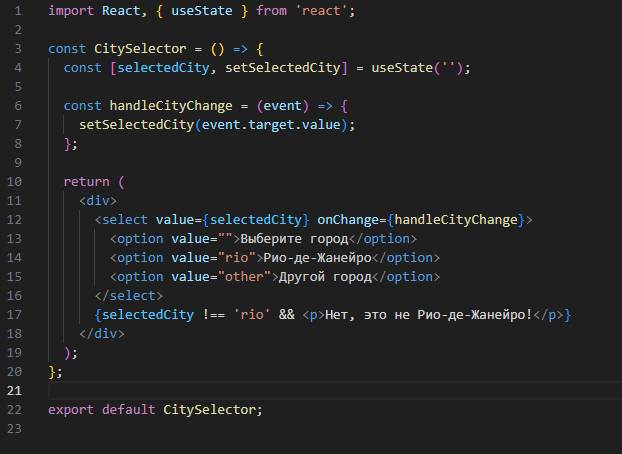 1 import React, { useState } from 'react';
2
3 const CitySelector = () => {
4   const [selectedCity, setSelectedCity] = useState('');
5
6   const handleCityChange = (event) => {
7     setSelectedCity(event.target.value);
8   };
9
10   return (
11     <div>
12       <select value={selectedCity} onChange={handleCityChange}>
13         <option value="">Выберите город</option>
14         <option value="rio">Рио-де-Жанейро</option>
15         <option value="other">Другой город</option>
16       </select>
17       {selectedCity !== 'rio' && <p>Нет, это не Рио-де-Жанейро!</p>}
18     </div>
19   );
20 };
21
22 export default CitySelector;
23